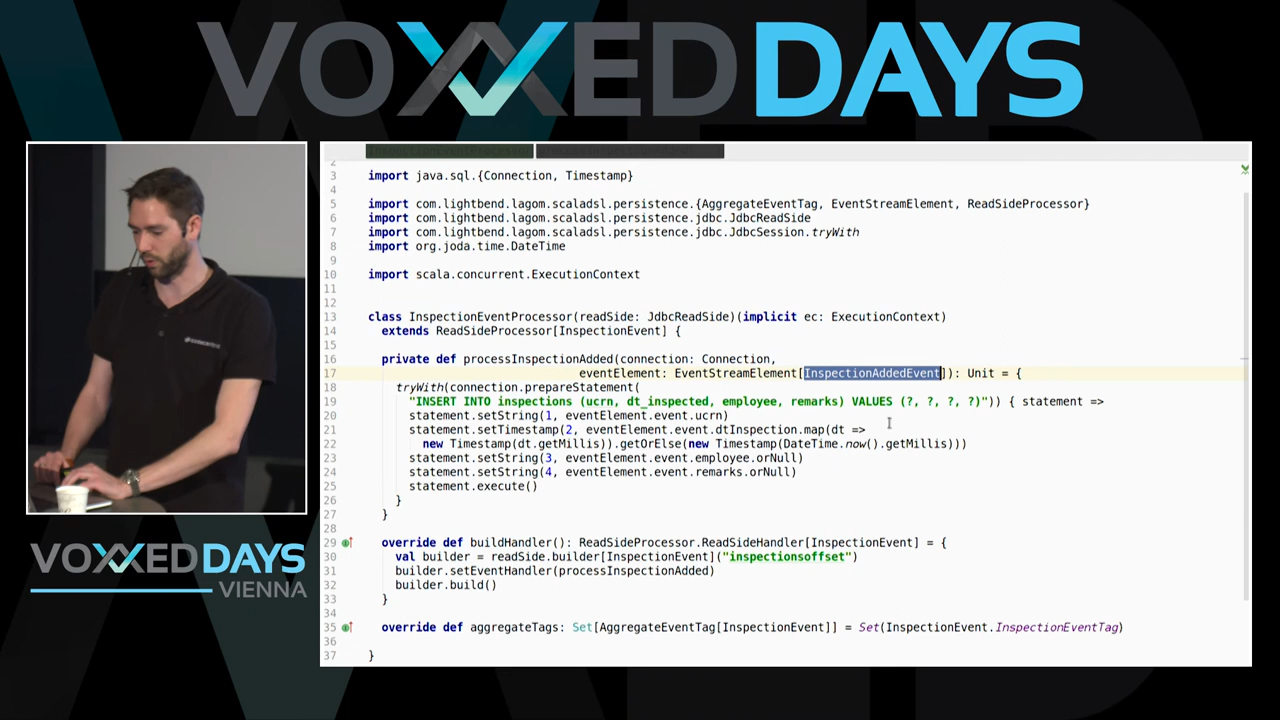 VOXXED DAYS
2
3 import java.sql.{Connection, Timestamp}
4
5 import com.lightbend.lagom.scaladsl.persistence.{AggregateEventTag, EventStreamElement, ReadSideProcessor}
6 import com.lightbend.lagom.scaladsl.persistence.jdbc.JdbcReadSide
7 import com.lightbend.lagom.scaladsl.persistence.jdbc.JdbcSession.tryWith
8 import org.joda.time.DateTime
9
10 import scala.concurrent.ExecutionContext
11
12
13 class InspectionEventProcessor(readSide: JdbcReadSide)(implicit ec: ExecutionContext)
14 extends ReadSideProcessor[InspectionEvent] {
15
16 private def processInspectionAdded(connection: Connection,
17 eventElement: EventStreamElement[InspectionAddedEvent]): Unit = {
18 tryWith(connection.prepareStatement(
19 "INSERT INTO inspections (ucrn, dt_inspected, employee, remarks) VALUES (?, ?, ?, ?)")) { statement =>
20 statement.setString(1, eventElement.event.ucrn)
21 statement.setTimestamp(2, eventElement.event.dtInspection.map(dt =>
22 new Timestamp(dt.getMillis)).getOrElse(new Timestamp(DateTime.now().getMillis)))
23 statement.setString(3, eventElement.event.employee.orNull)
24 statement.setString(4, eventElement.event.remarks.orNull)
25 statement.execute()
26 }
27 }
28
29 override def buildHandler(): ReadSideProcessor.ReadSideHandler[InspectionEvent] = {
30 val builder = readSide.builder[InspectionEvent]("inspectionsoffset")
31 builder.setEventHandler(processInspectionAdded)
32 builder.build()
33 }
34
35 override def aggregateTags: Set[AggregateEventTag[InspectionEvent]] = Set(InspectionEvent.InspectionEventTag)
36
37 }
VOXXED DAYS
VIENNA